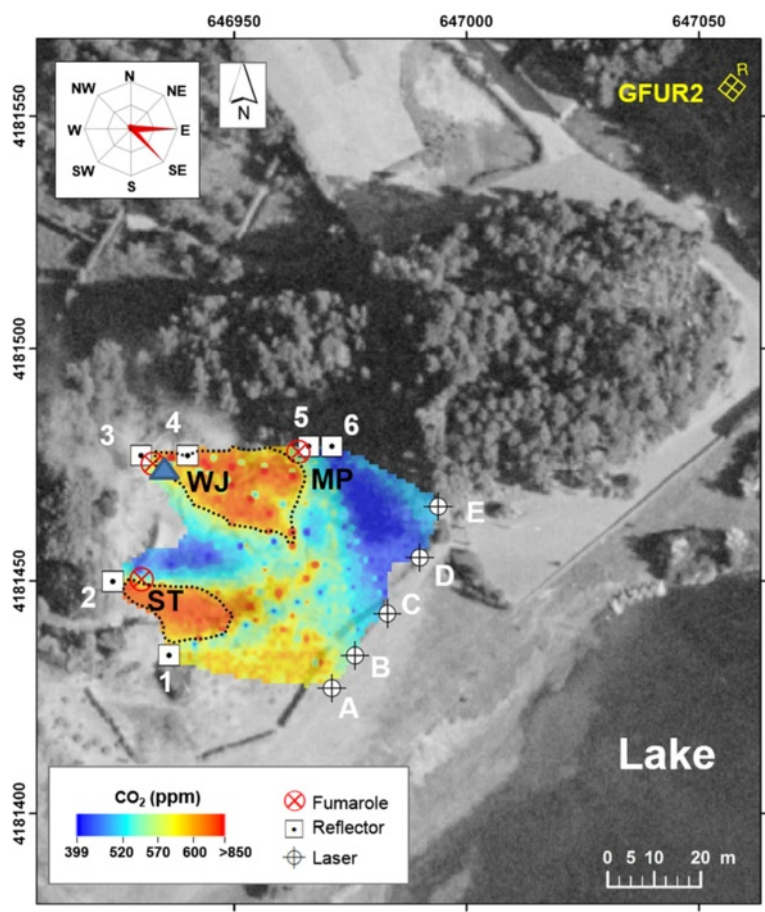 646950 647000 647050
N
NW NE
W E
SW SE
S
N
R
GFUR2
4181550
4181500
4181450
4181400
3 4 5 6
WJ MP
E
D
2 ST
C
B
1
A
Lake
CO₂ (ppm)
399 520 570 600 >850
Fumarole
Reflector
Laser
0 5 10 20 m